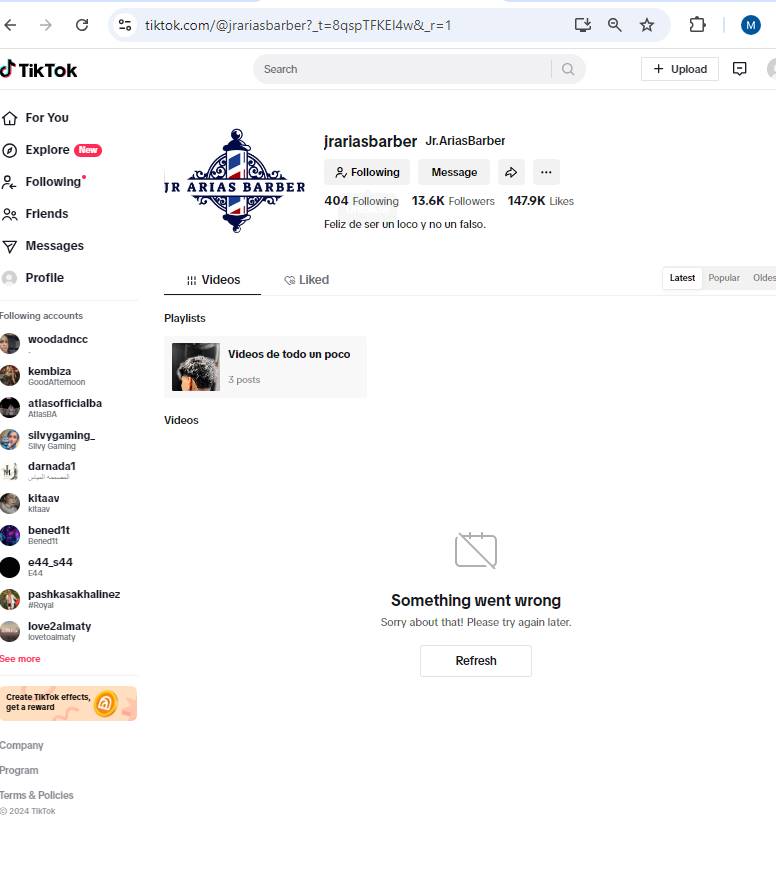 tiktok.com/@jrariasbarber?_t=8qspTFKEI4w&_r=1
M
TikTok
Search
Upload
For You
Explore New
Following
Friends
Messages
Profile
Following accounts
woodadncc
.
kembiza
GoodAfternoon
atlasofficialba
AtlasBA
silvygaming_
Silvy Gaming
darnada1
kitaav
kitaav
bened1t
Bened1t
e44_s44
E44
pashkasakhalinez
#Royal
love2almaty
lovetoalmaty
See more
Create TikTok effects,
get a reward
Company
Program
Terms & Policies
© 2024 TikTok
JR ARIAS BARBER
jrariasbarber Jr.AriasBarber
Following Message
404 Following 13.6K Followers 147.9K Likes
Feliz de ser un loco y no un falso.
Videos Liked
Latest Popular Oldes
Playlists
Videos de todo un poco
3 posts
Videos
Something went wrong
Sorry about that! Please try again later.
Refresh